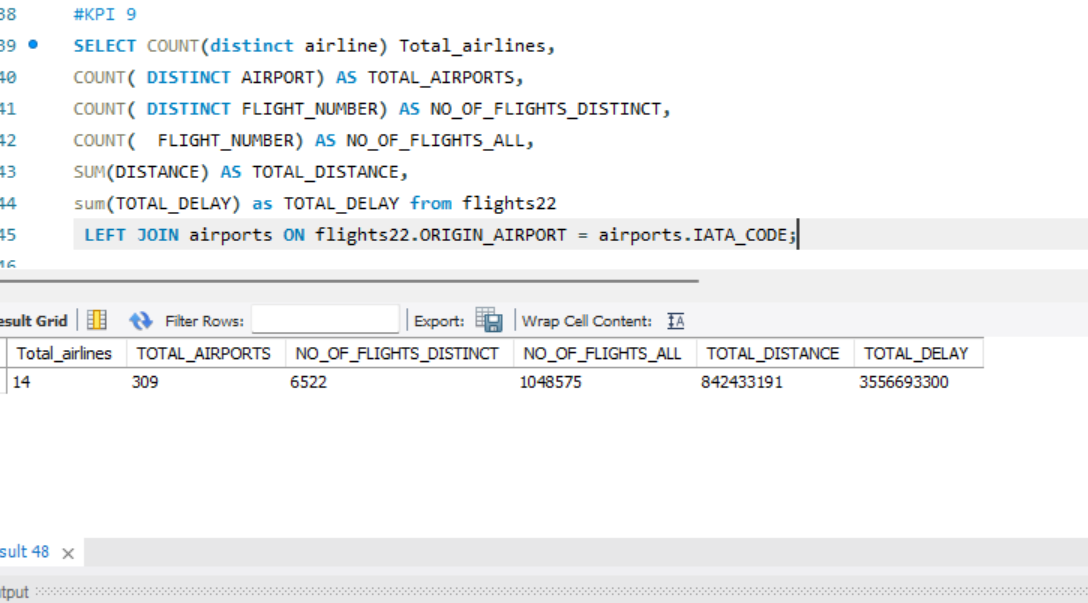 38 #KPI 9
39 SELECT COUNT(distinct airline) Total_airlines,
40 COUNT( DISTINCT AIRPORT) AS TOTAL_AIRPORTS,
41 COUNT( DISTINCT FLIGHT_NUMBER) AS NO_OF_FLIGHTS_DISTINCT,
42 COUNT(  FLIGHT_NUMBER) AS NO_OF_FLIGHTS_ALL,
43 SUM(DISTANCE) AS TOTAL_DISTANCE,
44 sum(TOTAL_DELAY) as TOTAL_DELAY from flights22
45 LEFT JOIN airports ON flights22.ORIGIN_AIRPORT = airports.IATA_CODE;
46
esult Grid Filter Rows: Export: Wrap Cell Content: IA
Total_airlines TOTAL_AIRPORTS NO_OF_FLIGHTS_DISTINCT NO_OF_FLIGHTS_ALL TOTAL_DISTANCE TOTAL_DELAY
14 309 6522 1048575 842433191 3556693300
sult 48
tput